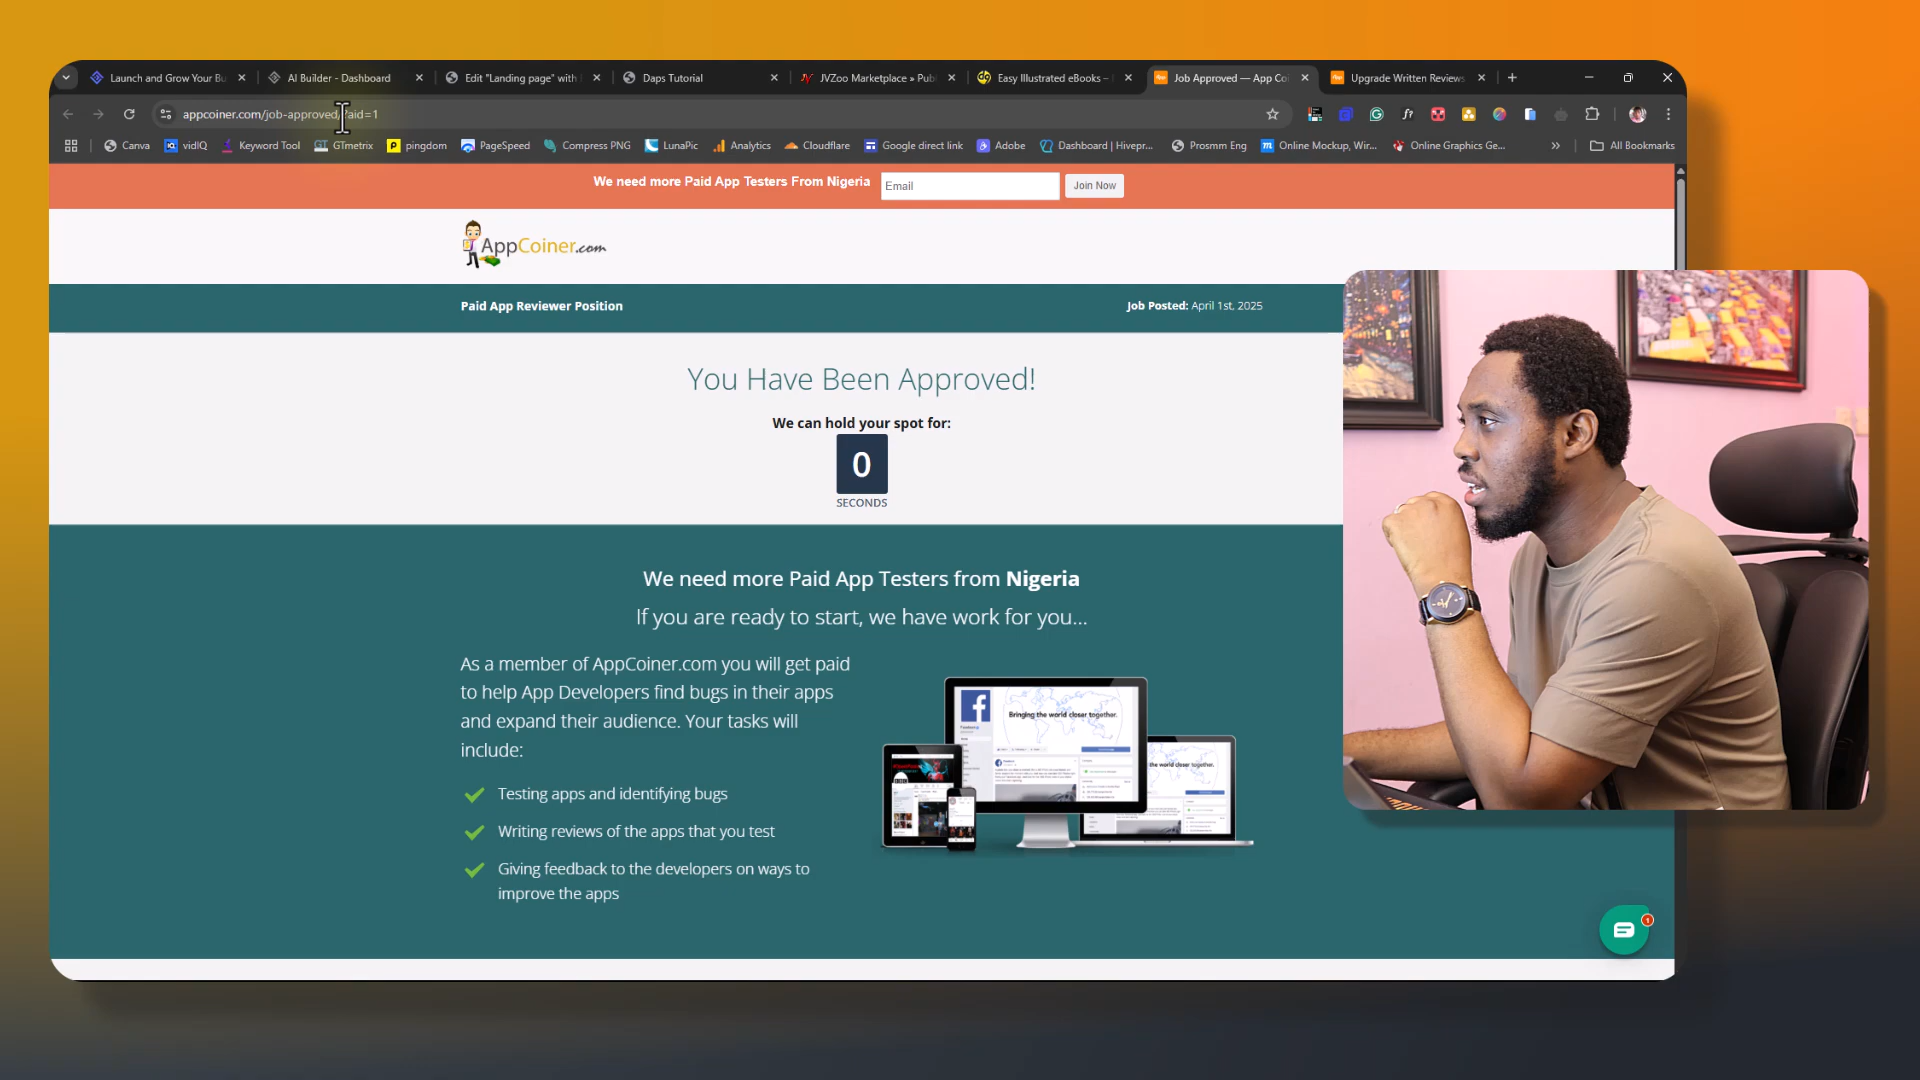 Launch and Grow Your Bu
AI Builder - Dashboard
Edit "Landing page" with
Daps Tutorial
JVZoo Marketplace » Publ
Easy Illustrated eBooks –
Job Approved — App Coi
Upgrade Written Reviews
appcoiner.com/job-approved/?aid=1
Canva
vidIQ
Keyword Tool
GTmetrix
pingdom
PageSpeed
Compress PNG
LunaPic
Analytics
Cloudflare
Google direct link
Adobe
Dashboard | Hivepr...
Prosmm Eng
Online Mockup, Wir...
Online Graphics Ge...
All Bookmarks
We need more Paid App Testers From Nigeria
Email
Join Now
AppCoiner.com
Paid App Reviewer Position
Job Posted: April 1st, 2025
You Have Been Approved!
We can hold your spot for:
0
SECONDS
We need more Paid App Testers from Nigeria
If you are ready to start, we have work for you...
As a member of AppCoiner.com you will get paid
to help App Developers find bugs in their apps
and expand their audience. Your tasks will
include:
Testing apps and identifying bugs
Writing reviews of the apps that you test
Giving feedback to the developers on ways to
improve the apps
Bringing the world closer together.
1